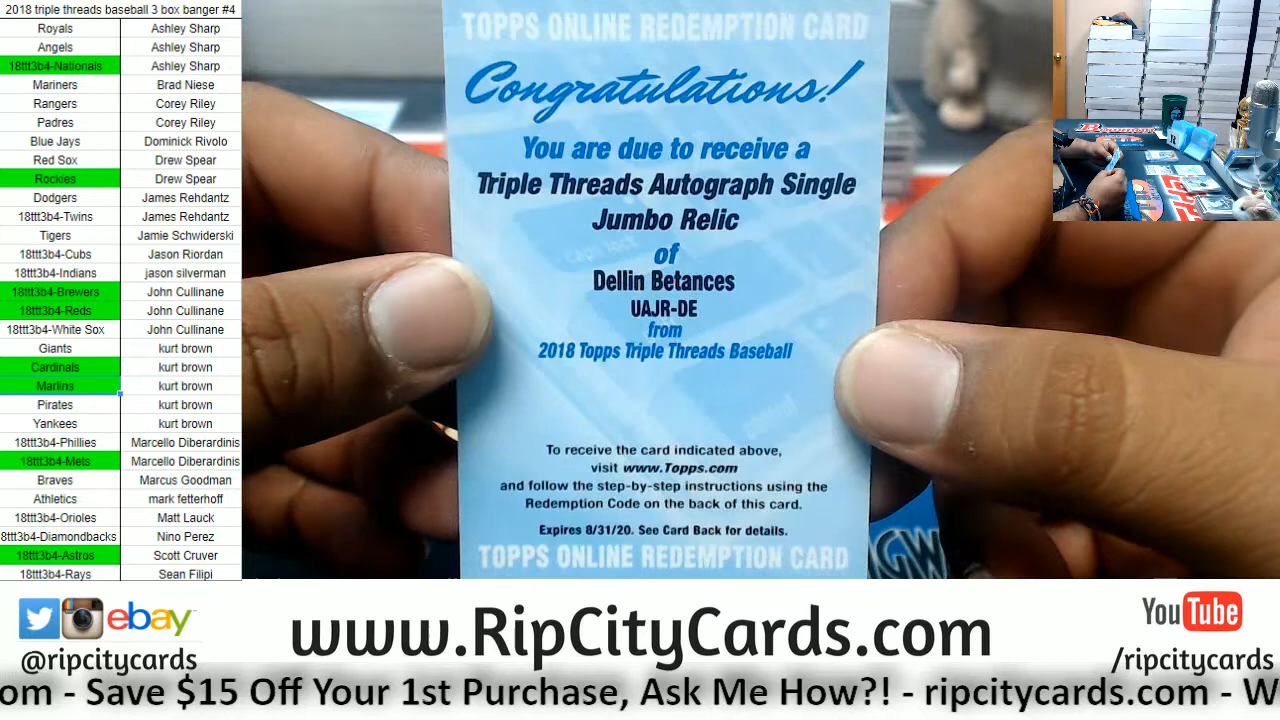 2018 triple threads baseball 3 box banger #4
Royals Ashley Sharp
Angels Ashley Sharp
18ttt3b4-Nationals Ashley Sharp
Mariners Brad Niese
Rangers Corey Riley
Padres Corey Riley
Blue Jays Dominick Rivolo
Red Sox Drew Spear
Rockies Drew Spear
Dodgers James Rehdantz
18ttt3b4-Twins James Rehdantz
Tigers Jamie Schwiderski
18ttt3b4-Cubs Jason Riordan
18ttt3b4-Indians jason silverman
18ttt3b4-Brewers John Cullinane
18ttt3b4-Reds John Cullinane
18ttt3b4-White Sox John Cullinane
Giants kurt brown
Cardinals kurt brown
Marlins kurt brown
Pirates kurt brown
Yankees kurt brown
18ttt3b4-Phillies Marcello Diberardinis
18ttt3b4-Mets Marcello Diberardinis
Braves Marcus Goodman
Athletics mark fetterhoff
18ttt3b4-Orioles Matt Lauck
8ttt3b4-Diamondbacks Nino Perez
18ttt3b4-Astros Scott Cruver
18ttt3b4-Rays Sean Filipi
TOPPS ONLINE REDEMPTION CARD
Congratulations!
You are due to receive a
Triple Threads Autograph Single
Jumbo Relic
of
Dellin Betances
UAJR-DE
from
2018 Topps Triple Threads Baseball
To receive the card indicated above,
visit www.Topps.com
and follow the step-by-step instructions using the
Redemption Code on the back of this card.
Expires 8/31/20. See Card Back for details.
TOPPS ONLINE REDEMPTION CARD
ebay
@ripcitycards
www.RipCityCards.com
YouTube
/ripcitycards
om - Save $15 Off Your 1st Purchase, Ask Me How?! - ripcitycards.com - W